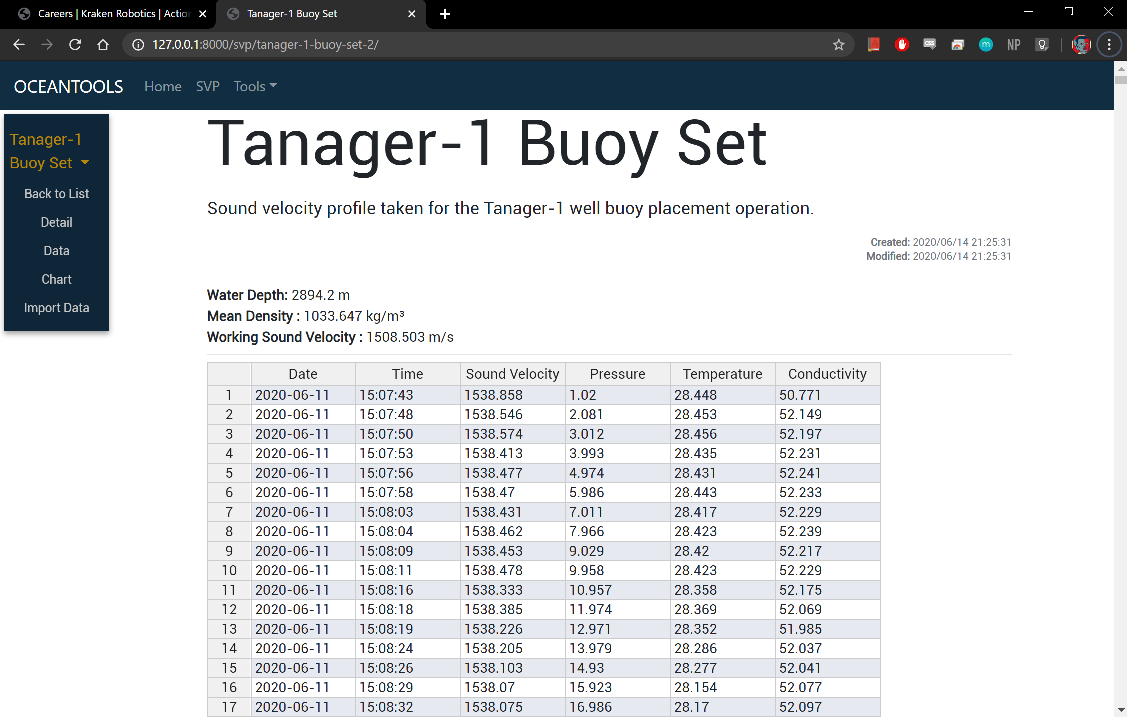 Careers | Kraken Robotics | Action
Tanager-1 Buoy Set
127.0.0.1:8000/svp/tanager-1-buoy-set-2/
NP
OCEANTOOLS Home SVP Tools
Tanager-1
Buoy Set
Back to List
Detail
Data
Chart
Import Data
Tanager-1 Buoy Set
Sound velocity profile taken for the Tanager-1 well buoy placement operation.
Created: 2020/06/14 21:25:31
Modified: 2020/06/14 21:25:31
Water Depth: 2894.2 m
Mean Density : 1033.647 kg/m³
Working Sound Velocity : 1508.503 m/s
Date Time Sound Velocity Pressure Temperature Conductivity
1 2020-06-11 15:07:43 1538.858 1.02 28.448 50.771
2 2020-06-11 15:07:48 1538.546 2.081 28.453 52.149
3 2020-06-11 15:07:50 1538.574 3.012 28.456 52.197
4 2020-06-11 15:07:53 1538.413 3.993 28.435 52.231
5 2020-06-11 15:07:56 1538.477 4.974 28.431 52.241
6 2020-06-11 15:07:58 1538.47 5.986 28.443 52.233
7 2020-06-11 15:08:03 1538.431 7.011 28.417 52.229
8 2020-06-11 15:08:04 1538.462 7.966 28.423 52.239
9 2020-06-11 15:08:09 1538.453 9.029 28.42 52.217
10 2020-06-11 15:08:11 1538.478 9.958 28.423 52.229
11 2020-06-11 15:08:16 1538.333 10.957 28.358 52.175
12 2020-06-11 15:08:18 1538.385 11.974 28.369 52.069
13 2020-06-11 15:08:19 1538.226 12.971 28.352 51.985
14 2020-06-11 15:08:24 1538.205 13.979 28.286 52.037
15 2020-06-11 15:08:26 1538.103 14.93 28.277 52.041
16 2020-06-11 15:08:29 1538.07 15.923 28.154 52.077
17 2020-06-11 15:08:32 1538.075 16.986 28.17 52.097